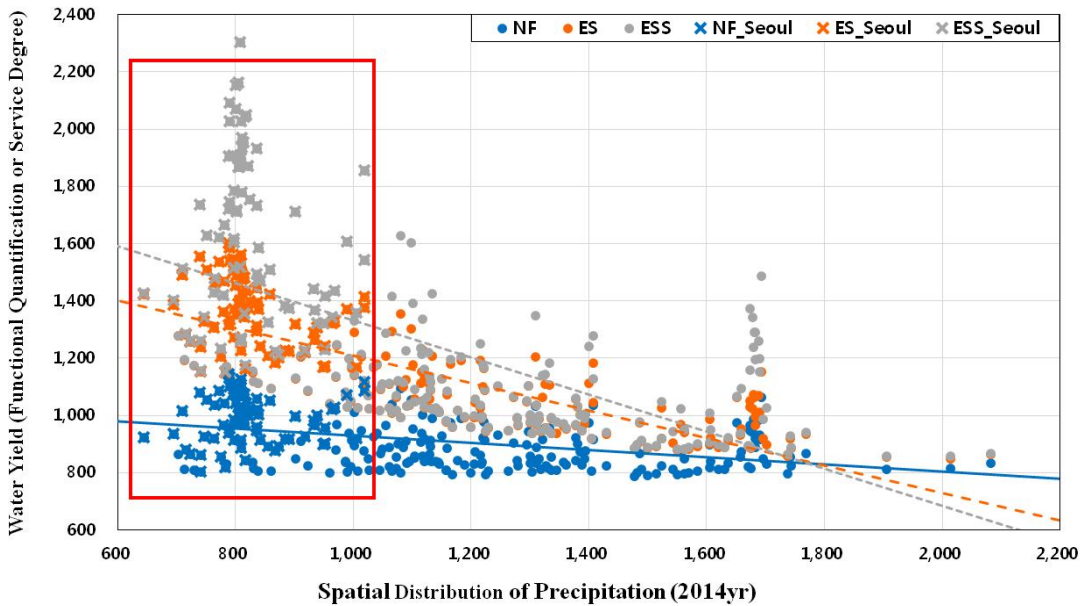 Water Yield (Functional Quantification or Service Degree)
2,400
2,200
2,000
1,800
1,600
1,400
1,200
1,000
800
600
NF ES ESS NF_Seoul ES_Seoul ESS_Seoul
600 800 1,000 1,200 1,400 1,600 1,800 2,000 2,200
Spatial Distribution of Precipitation (2014yr)